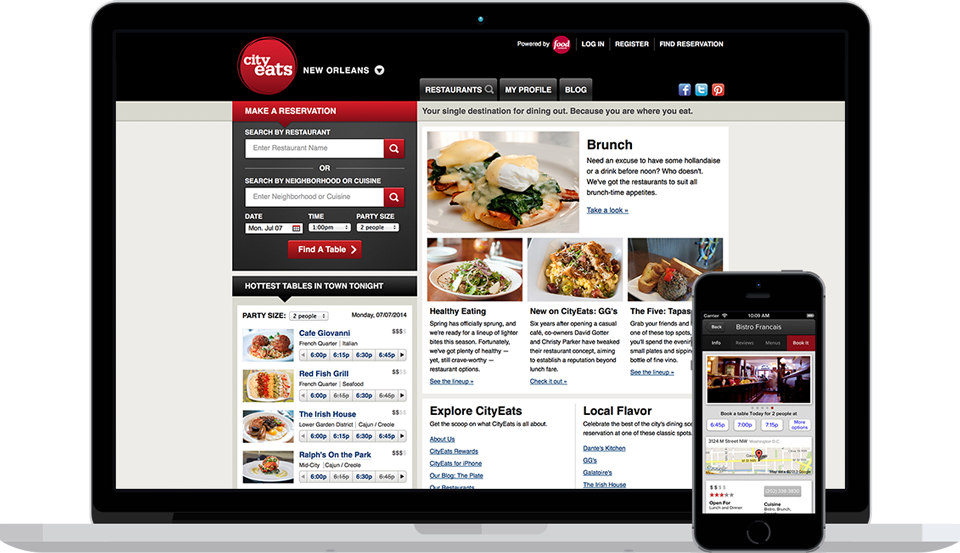 city
eats
NEW ORLEANS
Powered by food
LOG IN
REGISTER
FIND RESERVATION
RESTAURANTS
MY PROFILE
BLOG
MAKE A RESERVATION
Your single destination for dining out. Because you are where you eat.
SEARCH BY RESTAURANT
Enter Restaurant Name
OR
SEARCH BY NEIGHBORHOOD OR CUISINE
Enter Neighborhood or Cuisine
DATE TIME PARTY SIZE
Mon. Jul 07 1:00pm 2 people
Find A Table
HOTTEST TABLES IN TOWN TONIGHT
PARTY SIZE: 2 people Monday, 07/07/2014
Cafe Giovanni $$$
French Quarter | Italian
6:00p 6:15p 6:30p 6:45p
Red Fish Grill $$
French Quarter | Seafood
6:00p 6:15p 6:30p 6:45p
The Irish House $$
Lower Garden District | Cajun / Creole
6:00p 6:15p 6:30p 6:45p
Ralph's On the Park $$$
Mid-City | Cajun / Creole
6:00p 6:15p 6:30p 6:45p
Brunch
Need an excuse to have some hollandaise
or a drink before noon? Who doesn't.
We've got the restaurants to suit all
brunch-time appetites.
Take a look »
Healthy Eating
Spring has officially sprung, and
we're ready for a lineup of lighter
bites this season. Fortunately,
we've got plenty of healthy —
yet, still crave-worthy —
restaurant options.
See the lineup »
New on CityEats: GG's
Six years after opening a casual
café, co-owners David Gotter
and Christy Parker have tweaked
their restaurant concept, aiming
to establish a reputation beyond
lunch fare.
Check it out »
The Five: Tapas
Grab your friends and
one of these top spots,
you'll spend the evening
small plates and sipping
bottle of fine vino.
See the lineup »
Explore CityEats
Get the scoop on what CityEats is all about.
About Us
CityEats Rewards
CityEats for iPhone
Our Blog: The Plate
Our Restaurants
Local Flavor
Celebrate the best of the city's dining
reservation at one of these classic spots.
Dante's Kitchen
GG's
Galatoire's
The Irish House
Carrier 10:09 AM
Back Bistro Francais
Info Reviews Menus Book It
Book a table Today for 2 people at
6:45p 7:00p 7:15p More
options
3124 M Street NW Washington D.C.
Google
$$$$
Open For
Lunch and Dinner
Cuisine
Bistro, Brunch,